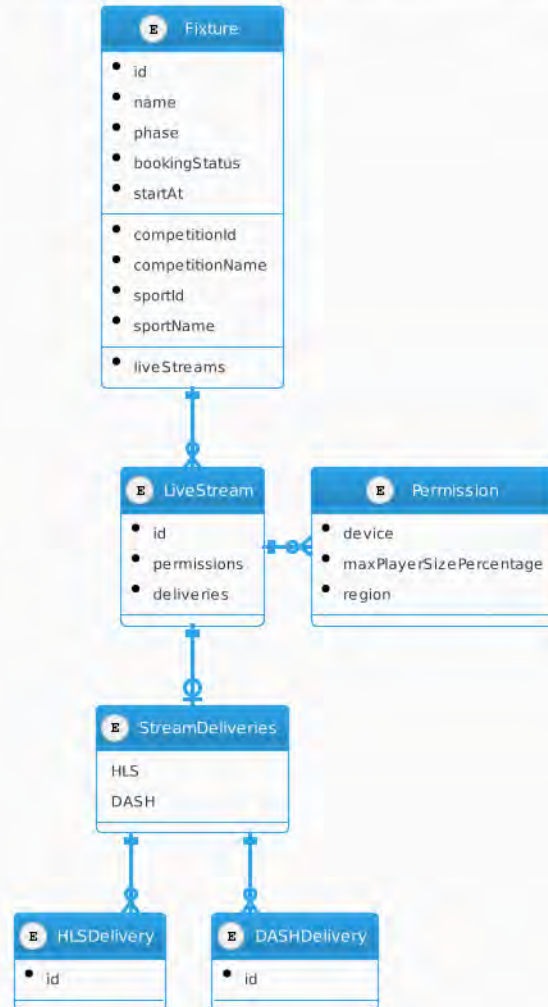 E Fixture
id
name
phase
bookingStatus
startAt
competitionId
competitionName
sportId
sportName
liveStreams
E LiveStream
id
permissions
deliveries
E Permission
device
maxPlayerSizePercentage
region
E StreamDeliveries
HLS
DASH
E HLSDelivery
id
E DASHDelivery
id